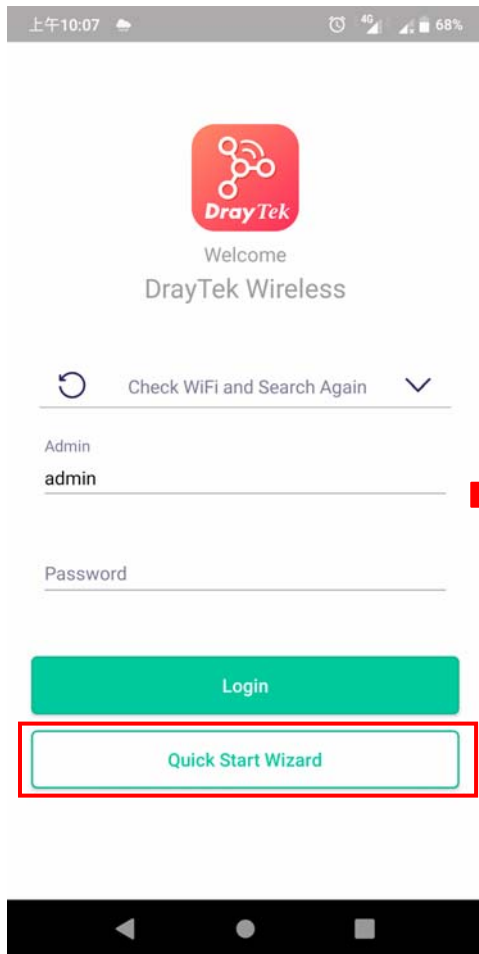 上午10:07 4G 68%
DrayTek
Welcome
DrayTek Wireless
Check WiFi and Search Again
Admin
admin
Password
Login
Quick Start Wizard